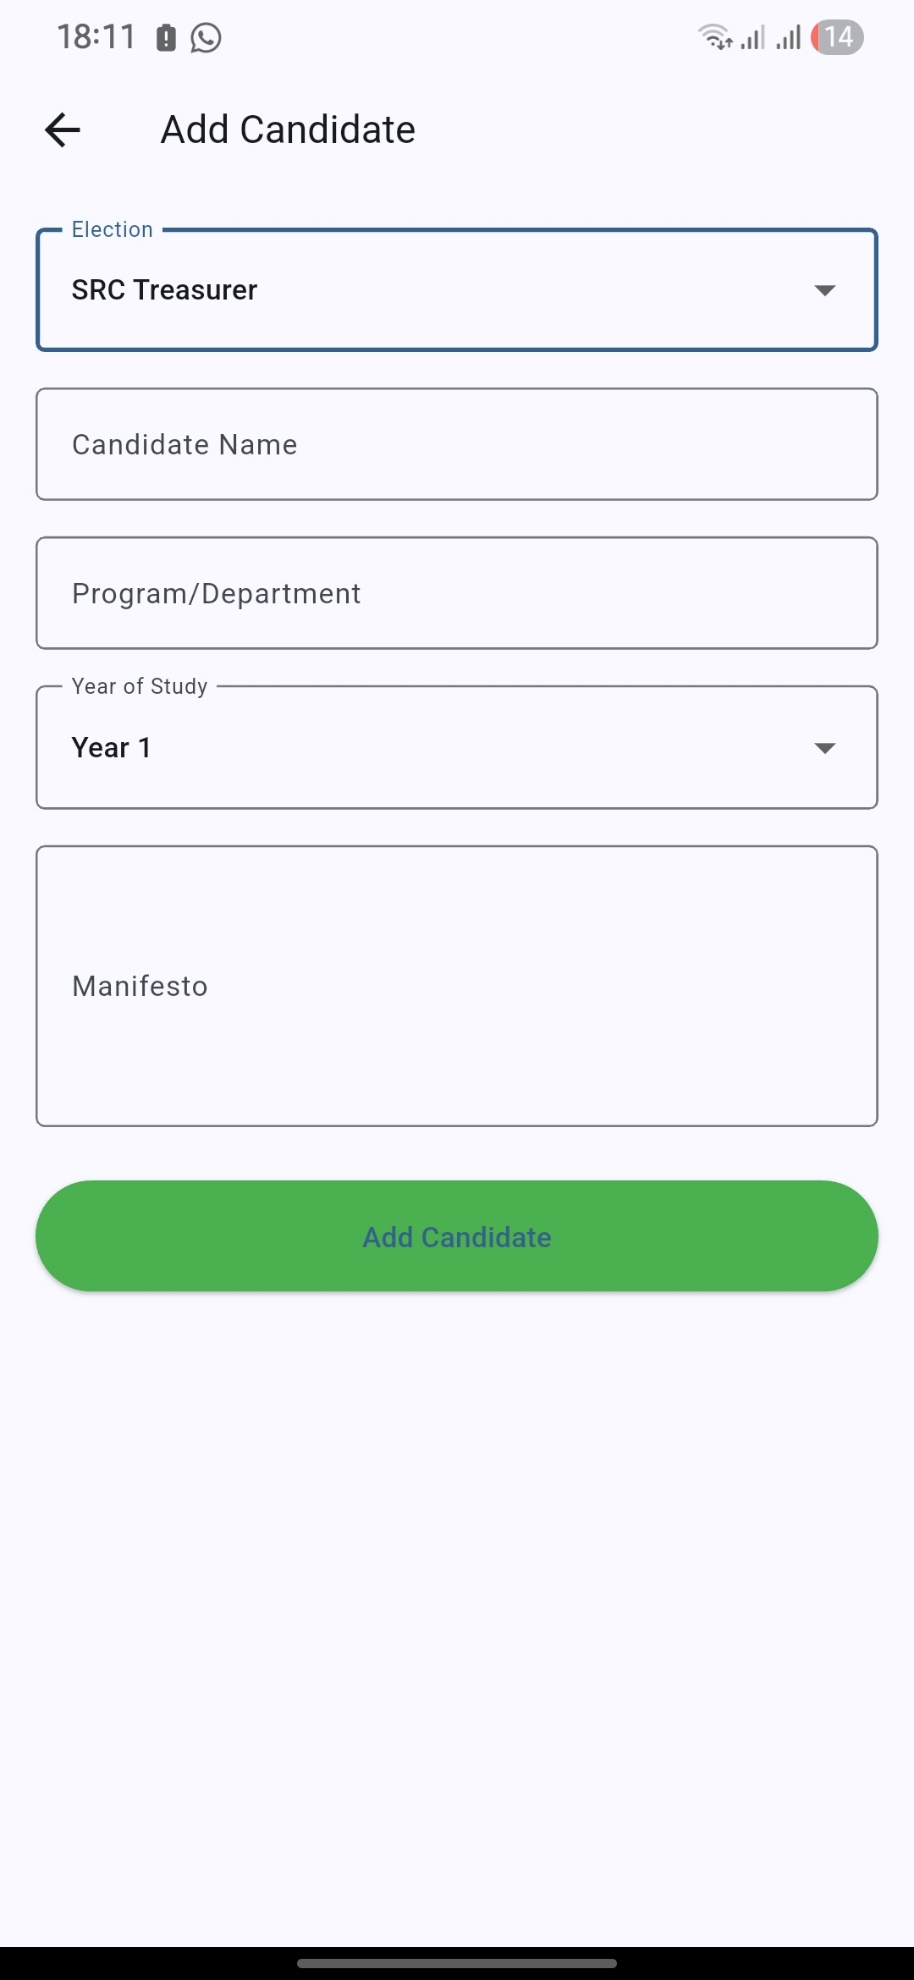 18:11
14
Add Candidate
Election
SRC Treasurer
Candidate Name
Program/Department
Year of Study
Year 1
Manifesto
Add Candidate